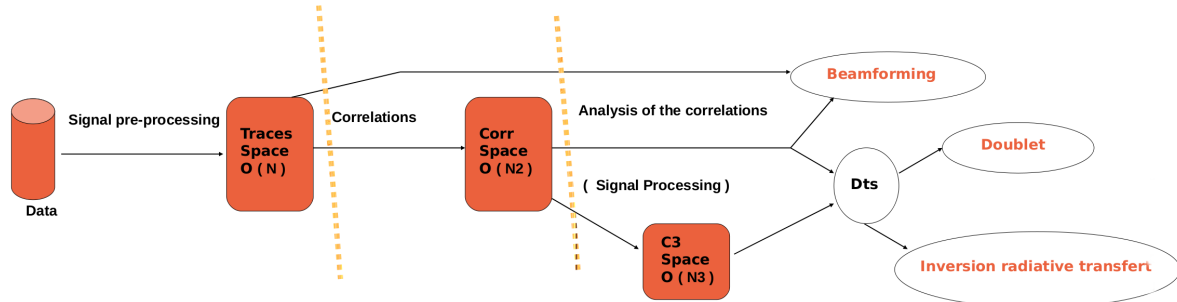 Data
Signal pre-processing
Traces
Space
O ( N )
Correlations
Corr
Space
O ( N2 )
Analysis of the correlations
( Signal Processing )
C3
Space
O ( N3 )
Beamforming
Dts
Doublet
Inversion radiative transfert